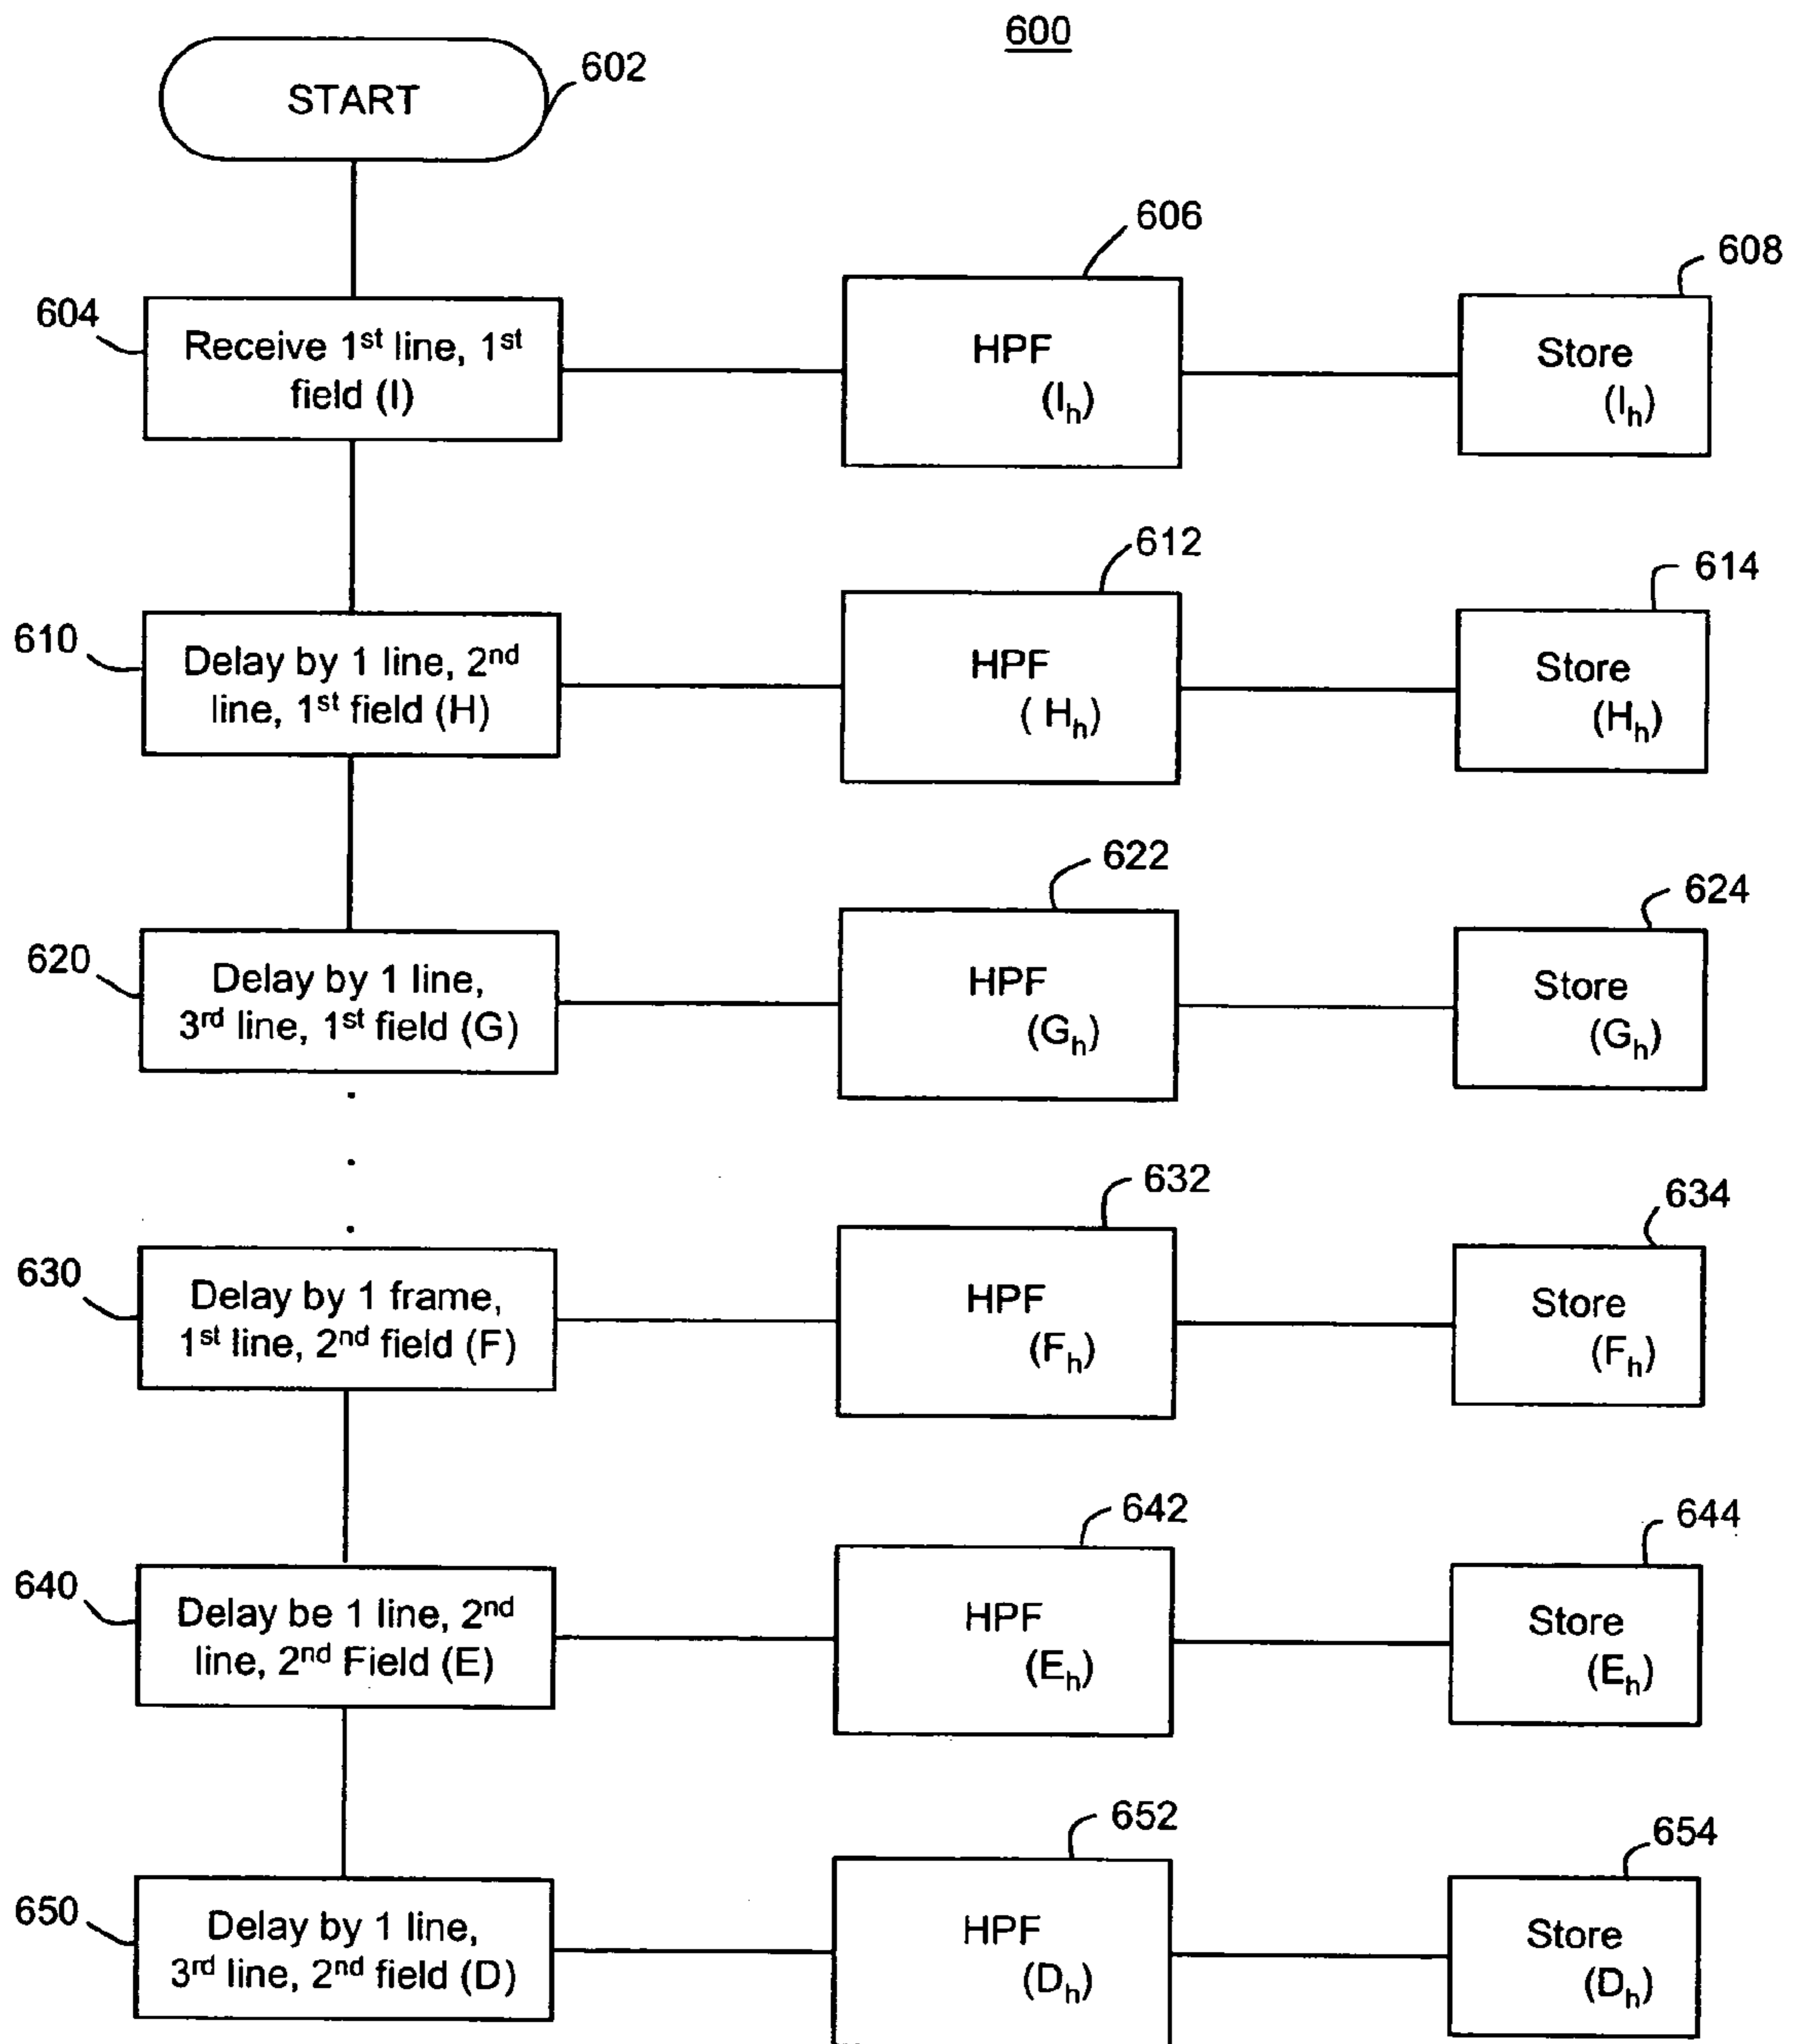 600
START
602
604
Receive 1st line, 1st
field (I)
606
HPF
(Ih)
608
Store
(Ih)
610
Delay by 1 line, 2nd
line, 1st field (H)
612
HPF
( Hh)
614
Store
(Hh)
620
Delay by 1 line,
3rd line, 1st field (G)
622
HPF
(Gh)
624
Store
(Gh)
630
Delay by 1 frame,
1st line, 2nd field (F)
632
HPF
(Fh)
634
Store
(Fh)
640
Delay be 1 line, 2nd
line, 2nd Field (E)
642
HPF
(Eh)
644
Store
(Eh)
650
Delay by 1 line,
3rd line, 2nd field (D)
652
HPF
(Dh)
654
Store
(Dh)